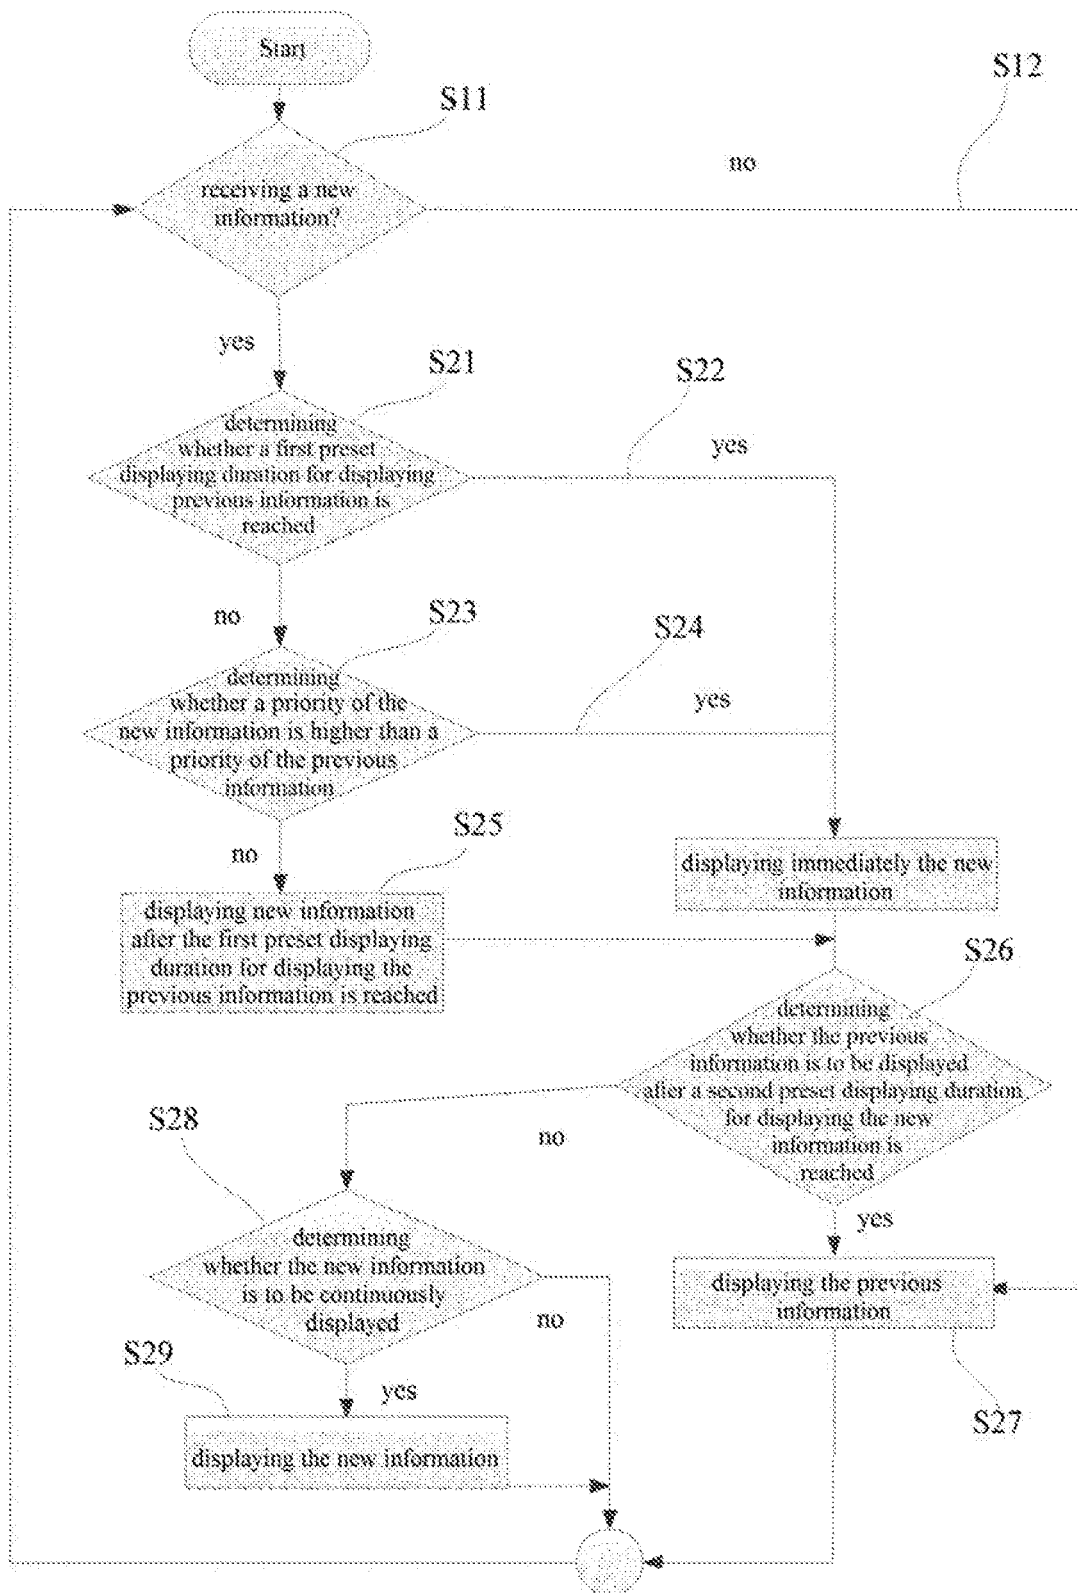 Start
S11
S12
receiving a new
information?
no
yes
S21
S22
determining
whether a first preset
displaying duration for displaying
previous information is
reached
yes
no
S23
S24
determining
whether a priority of the
new information is higher than a
priority of the previous
information
yes
no
S25
displaying immediately the new
information
displaying new information
after the first preset displaying
duration for displaying the
previous information is reached
S26
determining
whether the previous
information is to be displayed
after a second preset displaying duration
for displaying the new
information is
reached
no
yes
S28
determining
whether the new information
is to be continuously
displayed
no
displaying the previous
information
S29
yes
S27
displaying the new information